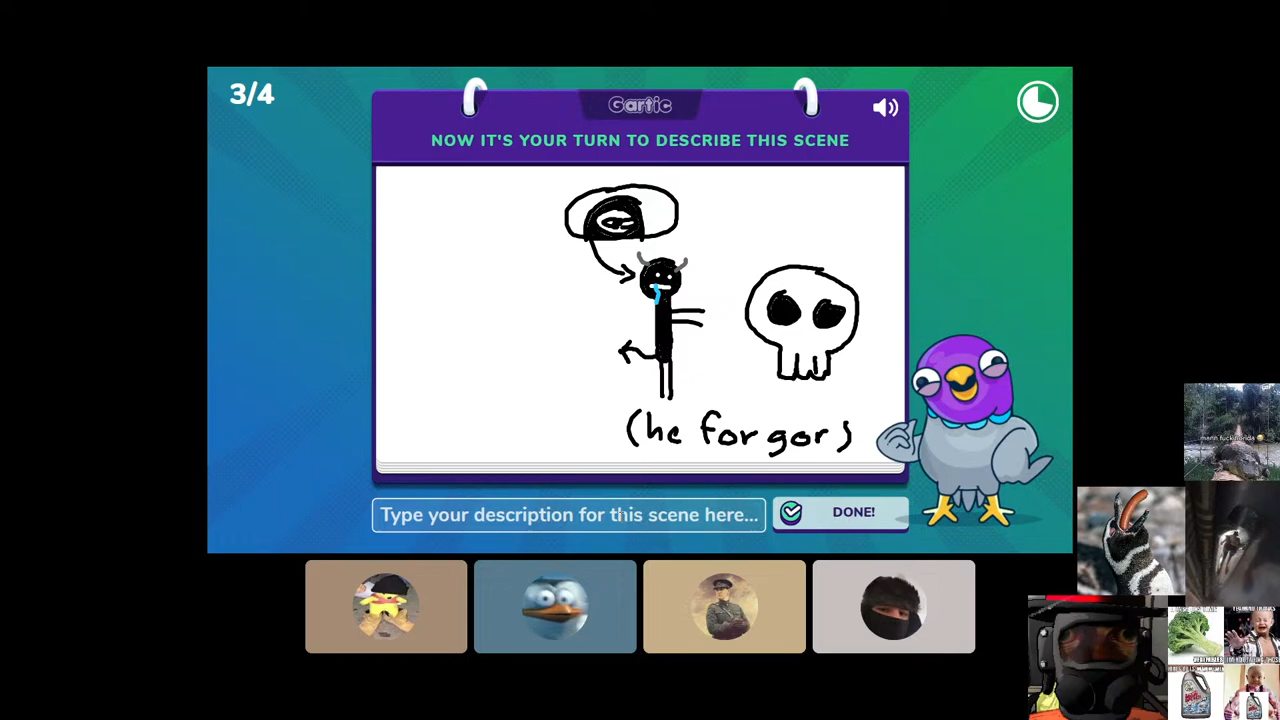 3/4
Gartic
NOW IT'S YOUR TURN TO DESCRIBE THIS SCENE
(he forgor)
Type your description for this scene here...
DONE!
VEGETABLES